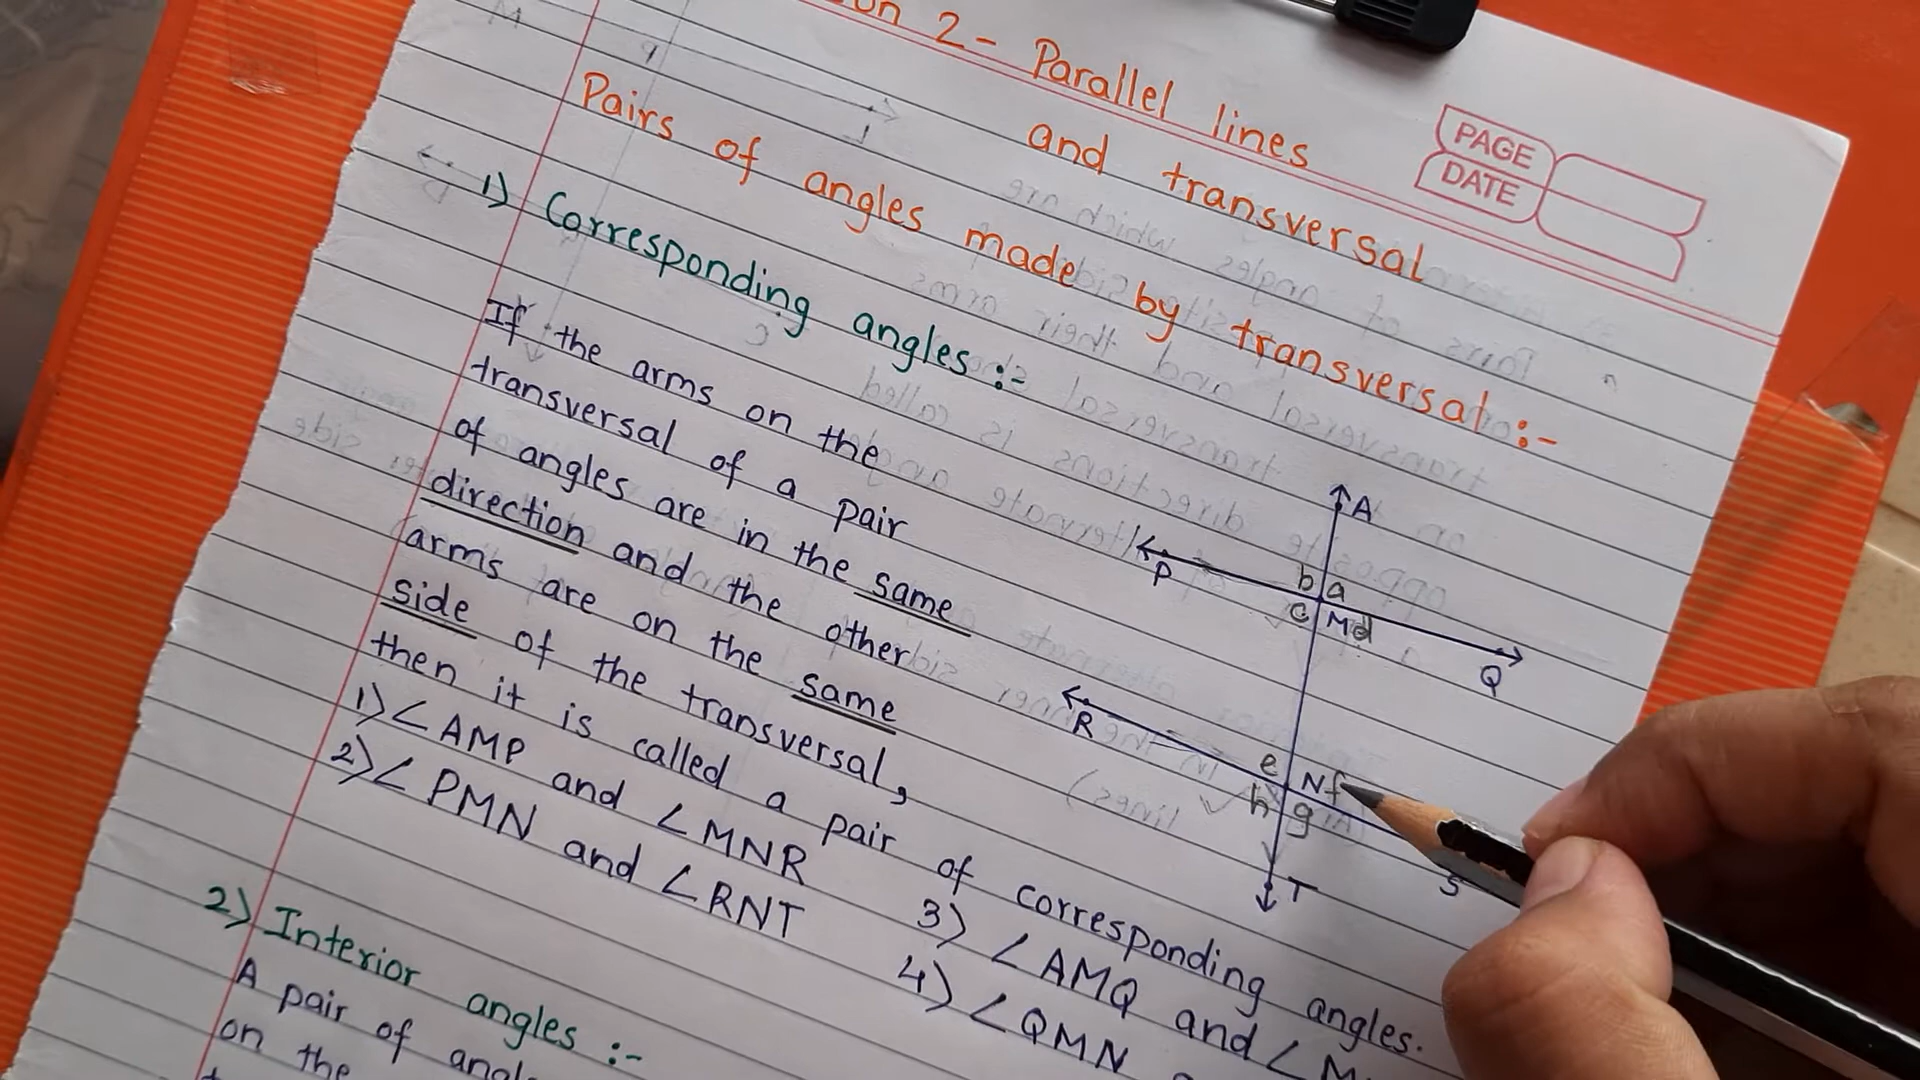 2- Parallel lines
and transversal
PAGE
DATE
Pairs of angles made by transversal:-
1) Corresponding angles :-
If the arms on the
transversal of a pair
of angles are in the same
direction and the other
arms are on the same
side of the transversal,
then it is called a pair of corresponding angles.
1) ∠AMP and ∠MNR
2) ∠PMN and ∠RNT
3) ∠AMQ and ∠M
4) ∠QMN
2) Interior angles :-
A pair of
on the
A
P
b a
c M d
Q
R
e N f
h g
S
T